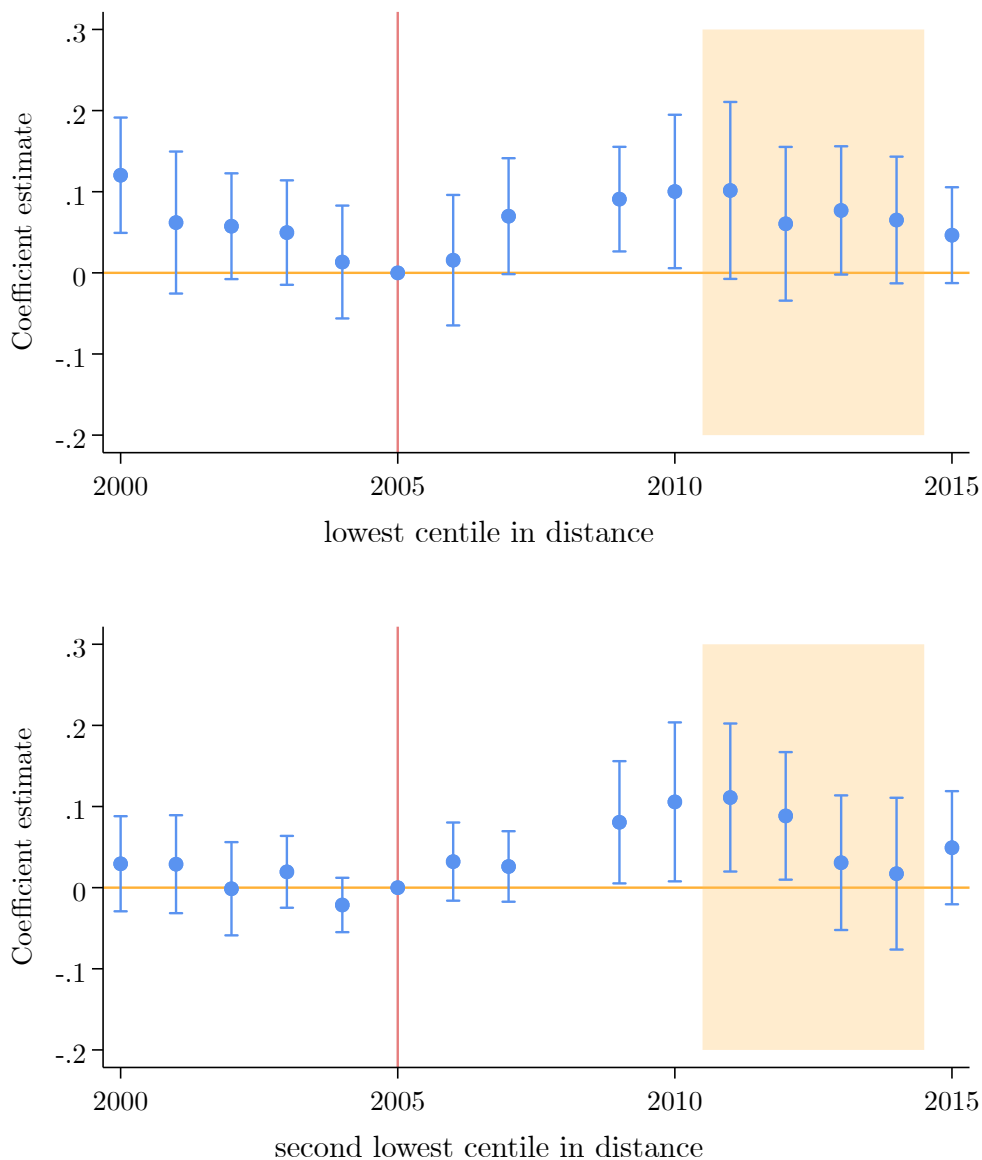 Coefficient estimate
.3
.2
.1
0
-.1
-.2
2000 2005 2010 2015
lowest centile in distance
Coefficient estimate
.3
.2
.1
0
-.1
-.2
2000 2005 2010 2015
second lowest centile in distance